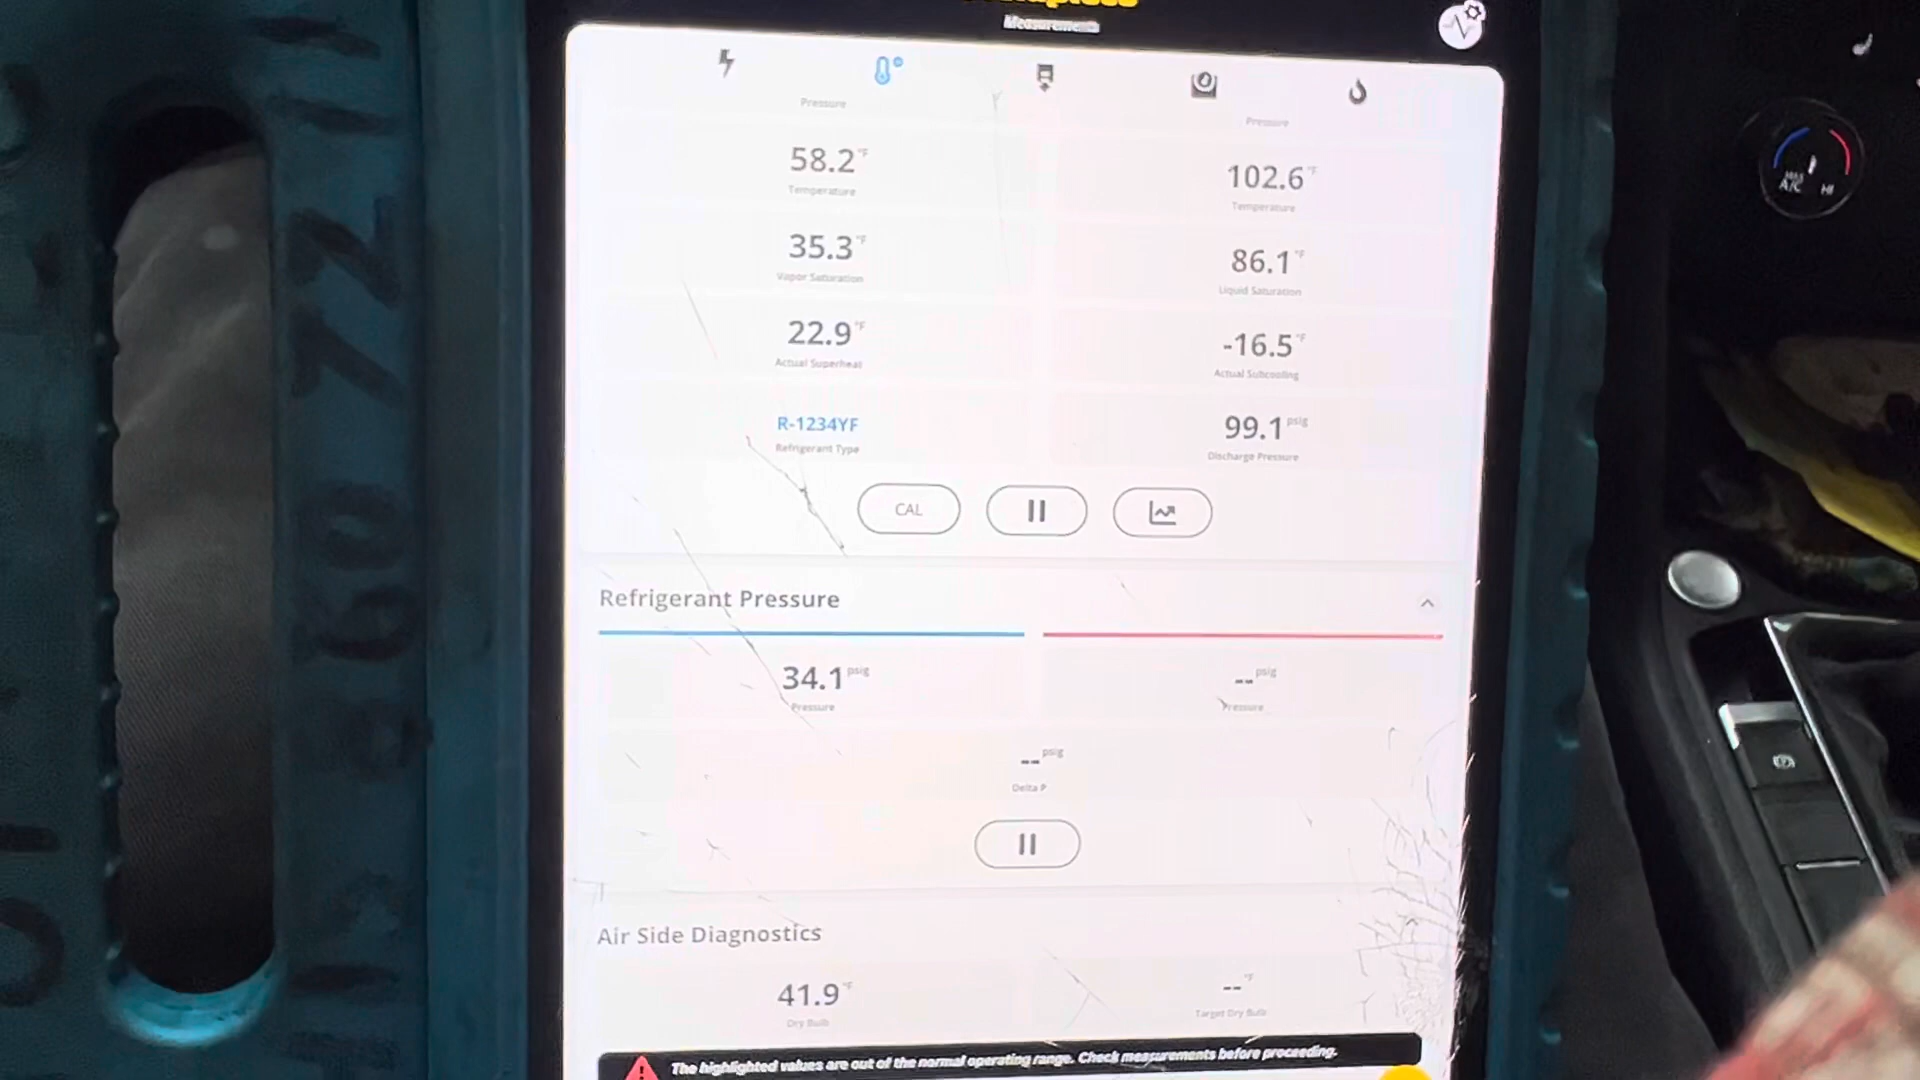 Measurements
Pressure
Pressure
58.2°F
Temperature
102.6°F
Temperature
35.3°F
Vapor Saturation
86.1°F
Liquid Saturation
22.9°F
Actual Superheat
-16.5°F
Actual Subcooling
R-1234YF
Refrigerant Type
99.1 psig
Discharge Pressure
CAL
Refrigerant Pressure
34.1 psig
Pressure
-- psig
Pressure
-- psig
Delta P
Air Side Diagnostics
41.9°F
Dry Bulb
-- °F
Target Dry Bulb
The highlighted values are out of the normal operating range. Check measurements before proceeding.
MAX
A/C
HI